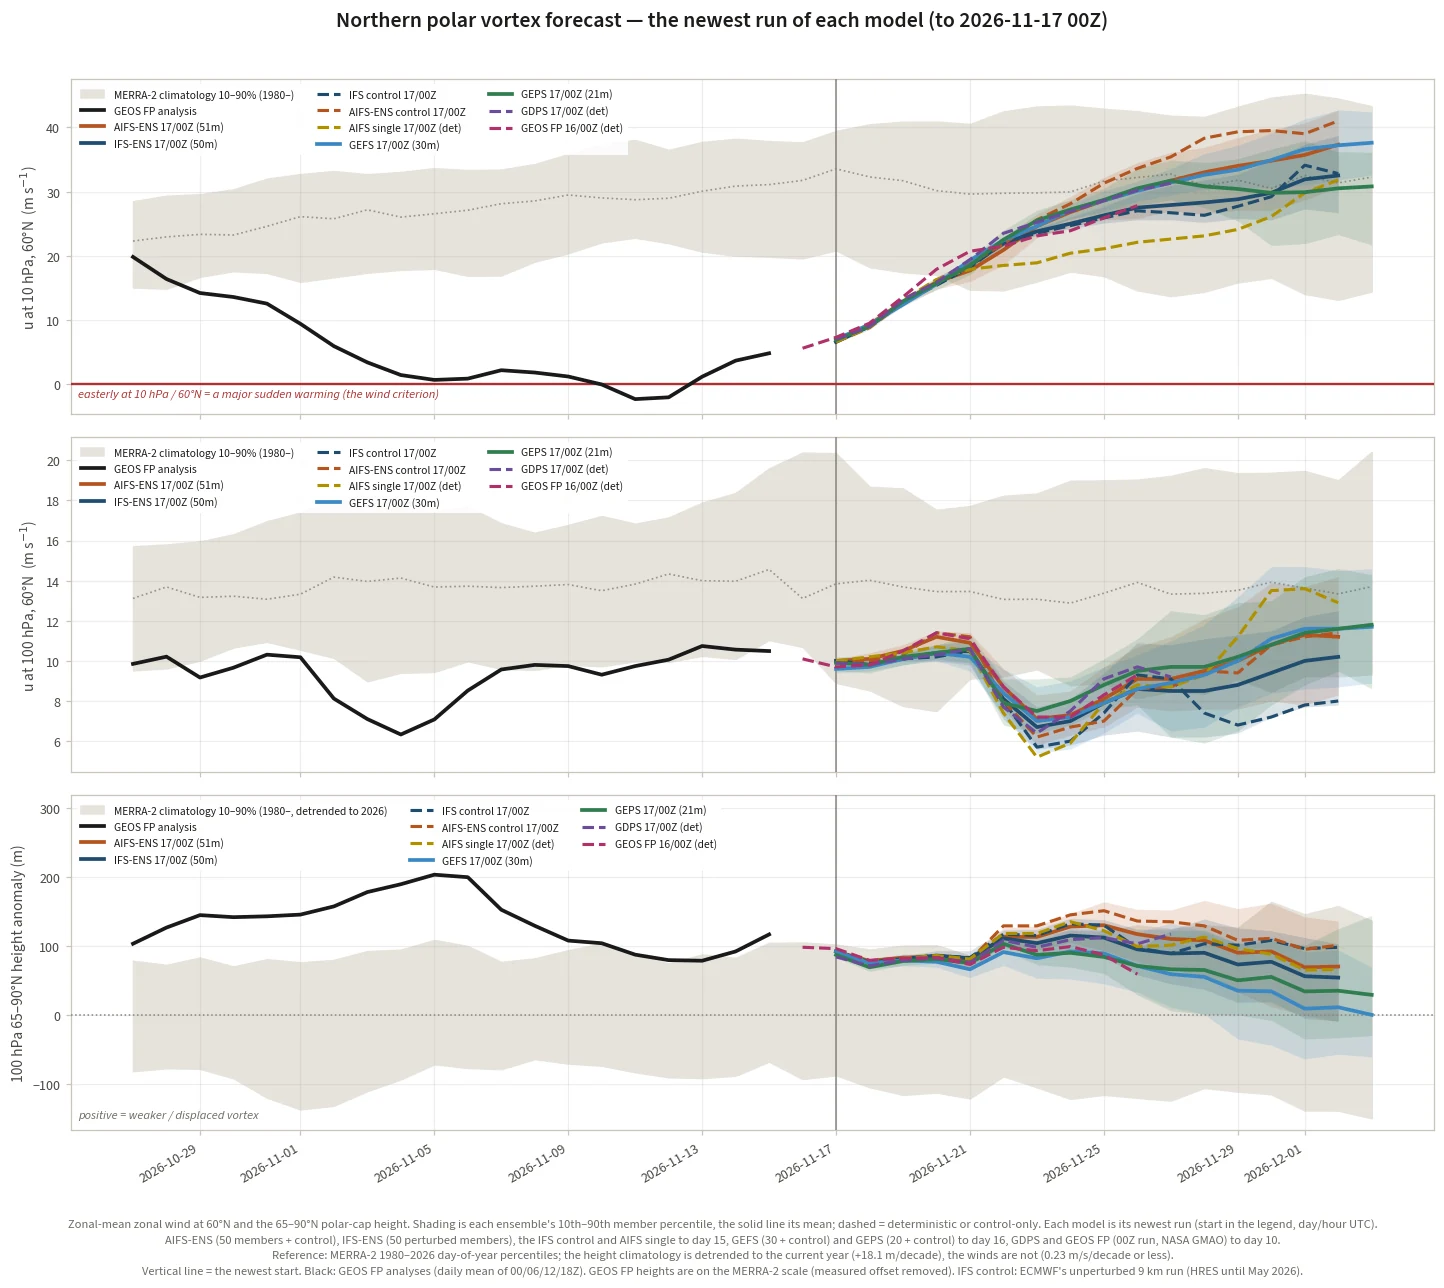 Northern polar vortex forecast — the newest run of each model (to 2026-11-17 00Z)
MERRA-2 climatology 10–90% (1980–)
GEOS FP analysis
AIFS-ENS 17/00Z (51m)
IFS-ENS 17/00Z (50m)
IFS control 17/00Z
AIFS-ENS control 17/00Z
AIFS single 17/00Z (det)
GEFS 17/00Z (30m)
GEPS 17/00Z (21m)
GDPS 17/00Z (det)
GEOS FP 16/00Z (det)
u at 10 hPa, 60°N (m s⁻¹)
40
30
20
10
0
easterly at 10 hPa / 60°N = a major sudden warming (the wind criterion)
MERRA-2 climatology 10–90% (1980–)
GEOS FP analysis
AIFS-ENS 17/00Z (51m)
IFS-ENS 17/00Z (50m)
IFS control 17/00Z
AIFS-ENS control 17/00Z
AIFS single 17/00Z (det)
GEFS 17/00Z (30m)
GEPS 17/00Z (21m)
GDPS 17/00Z (det)
GEOS FP 16/00Z (det)
u at 100 hPa, 60°N (m s⁻¹)
20
18
16
14
12
10
8
6
MERRA-2 climatology 10–90% (1980–, detrended to 2026)
GEOS FP analysis
AIFS-ENS 17/00Z (51m)
IFS-ENS 17/00Z (50m)
IFS control 17/00Z
AIFS-ENS control 17/00Z
AIFS single 17/00Z (det)
GEFS 17/00Z (30m)
GEPS 17/00Z (21m)
GDPS 17/00Z (det)
GEOS FP 16/00Z (det)
100 hPa 65–90°N height anomaly (m)
300
200
100
0
−100
positive = weaker / displaced vortex
2026-10-29
2026-11-01
2026-11-05
2026-11-09
2026-11-13
2026-11-17
2026-11-21
2026-11-25
2026-11-29
2026-12-01
Zonal-mean zonal wind at 60°N and the 65–90°N polar-cap height. Shading is each ensemble's 10th–90th member percentile, the solid line its mean; dashed = deterministic or control-only. Each model is its newest run (start in the legend, day/hour UTC).
AIFS-ENS (50 members + control), IFS-ENS (50 perturbed members), the IFS control and AIFS single to day 15, GEFS (30 + control) and GEPS (20 + control) to day 16, GDPS and GEOS FP (00Z run, NASA GMAO) to day 10.
Reference: MERRA-2 1980–2026 day-of-year percentiles; the height climatology is detrended to the current year (+18.1 m/decade), the winds are not (0.23 m/s/decade or less).
Vertical line = the newest start. Black: GEOS FP analyses (daily mean of 00/06/12/18Z). GEOS FP heights are on the MERRA-2 scale (measured offset removed). IFS control: ECMWF's unperturbed 9 km run (HRES until May 2026).